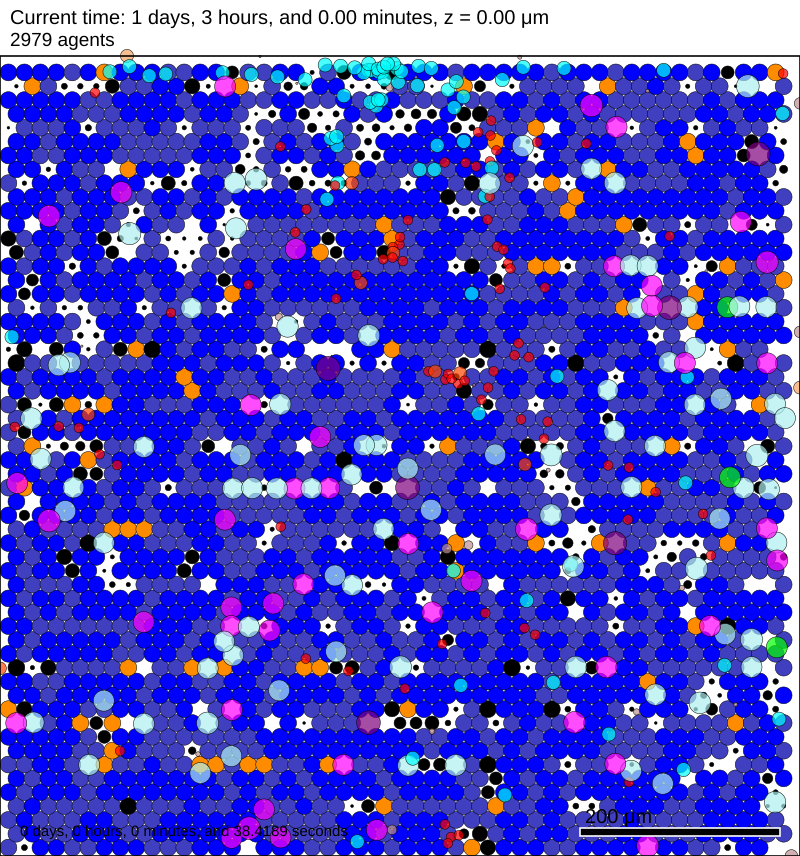 Current time: 1 days, 3 hours, and 0.00 minutes, z = 0.00 μm
2979 agents
200 μm
0 days, 0 hours, 0 minutes, and 38.4189 seconds